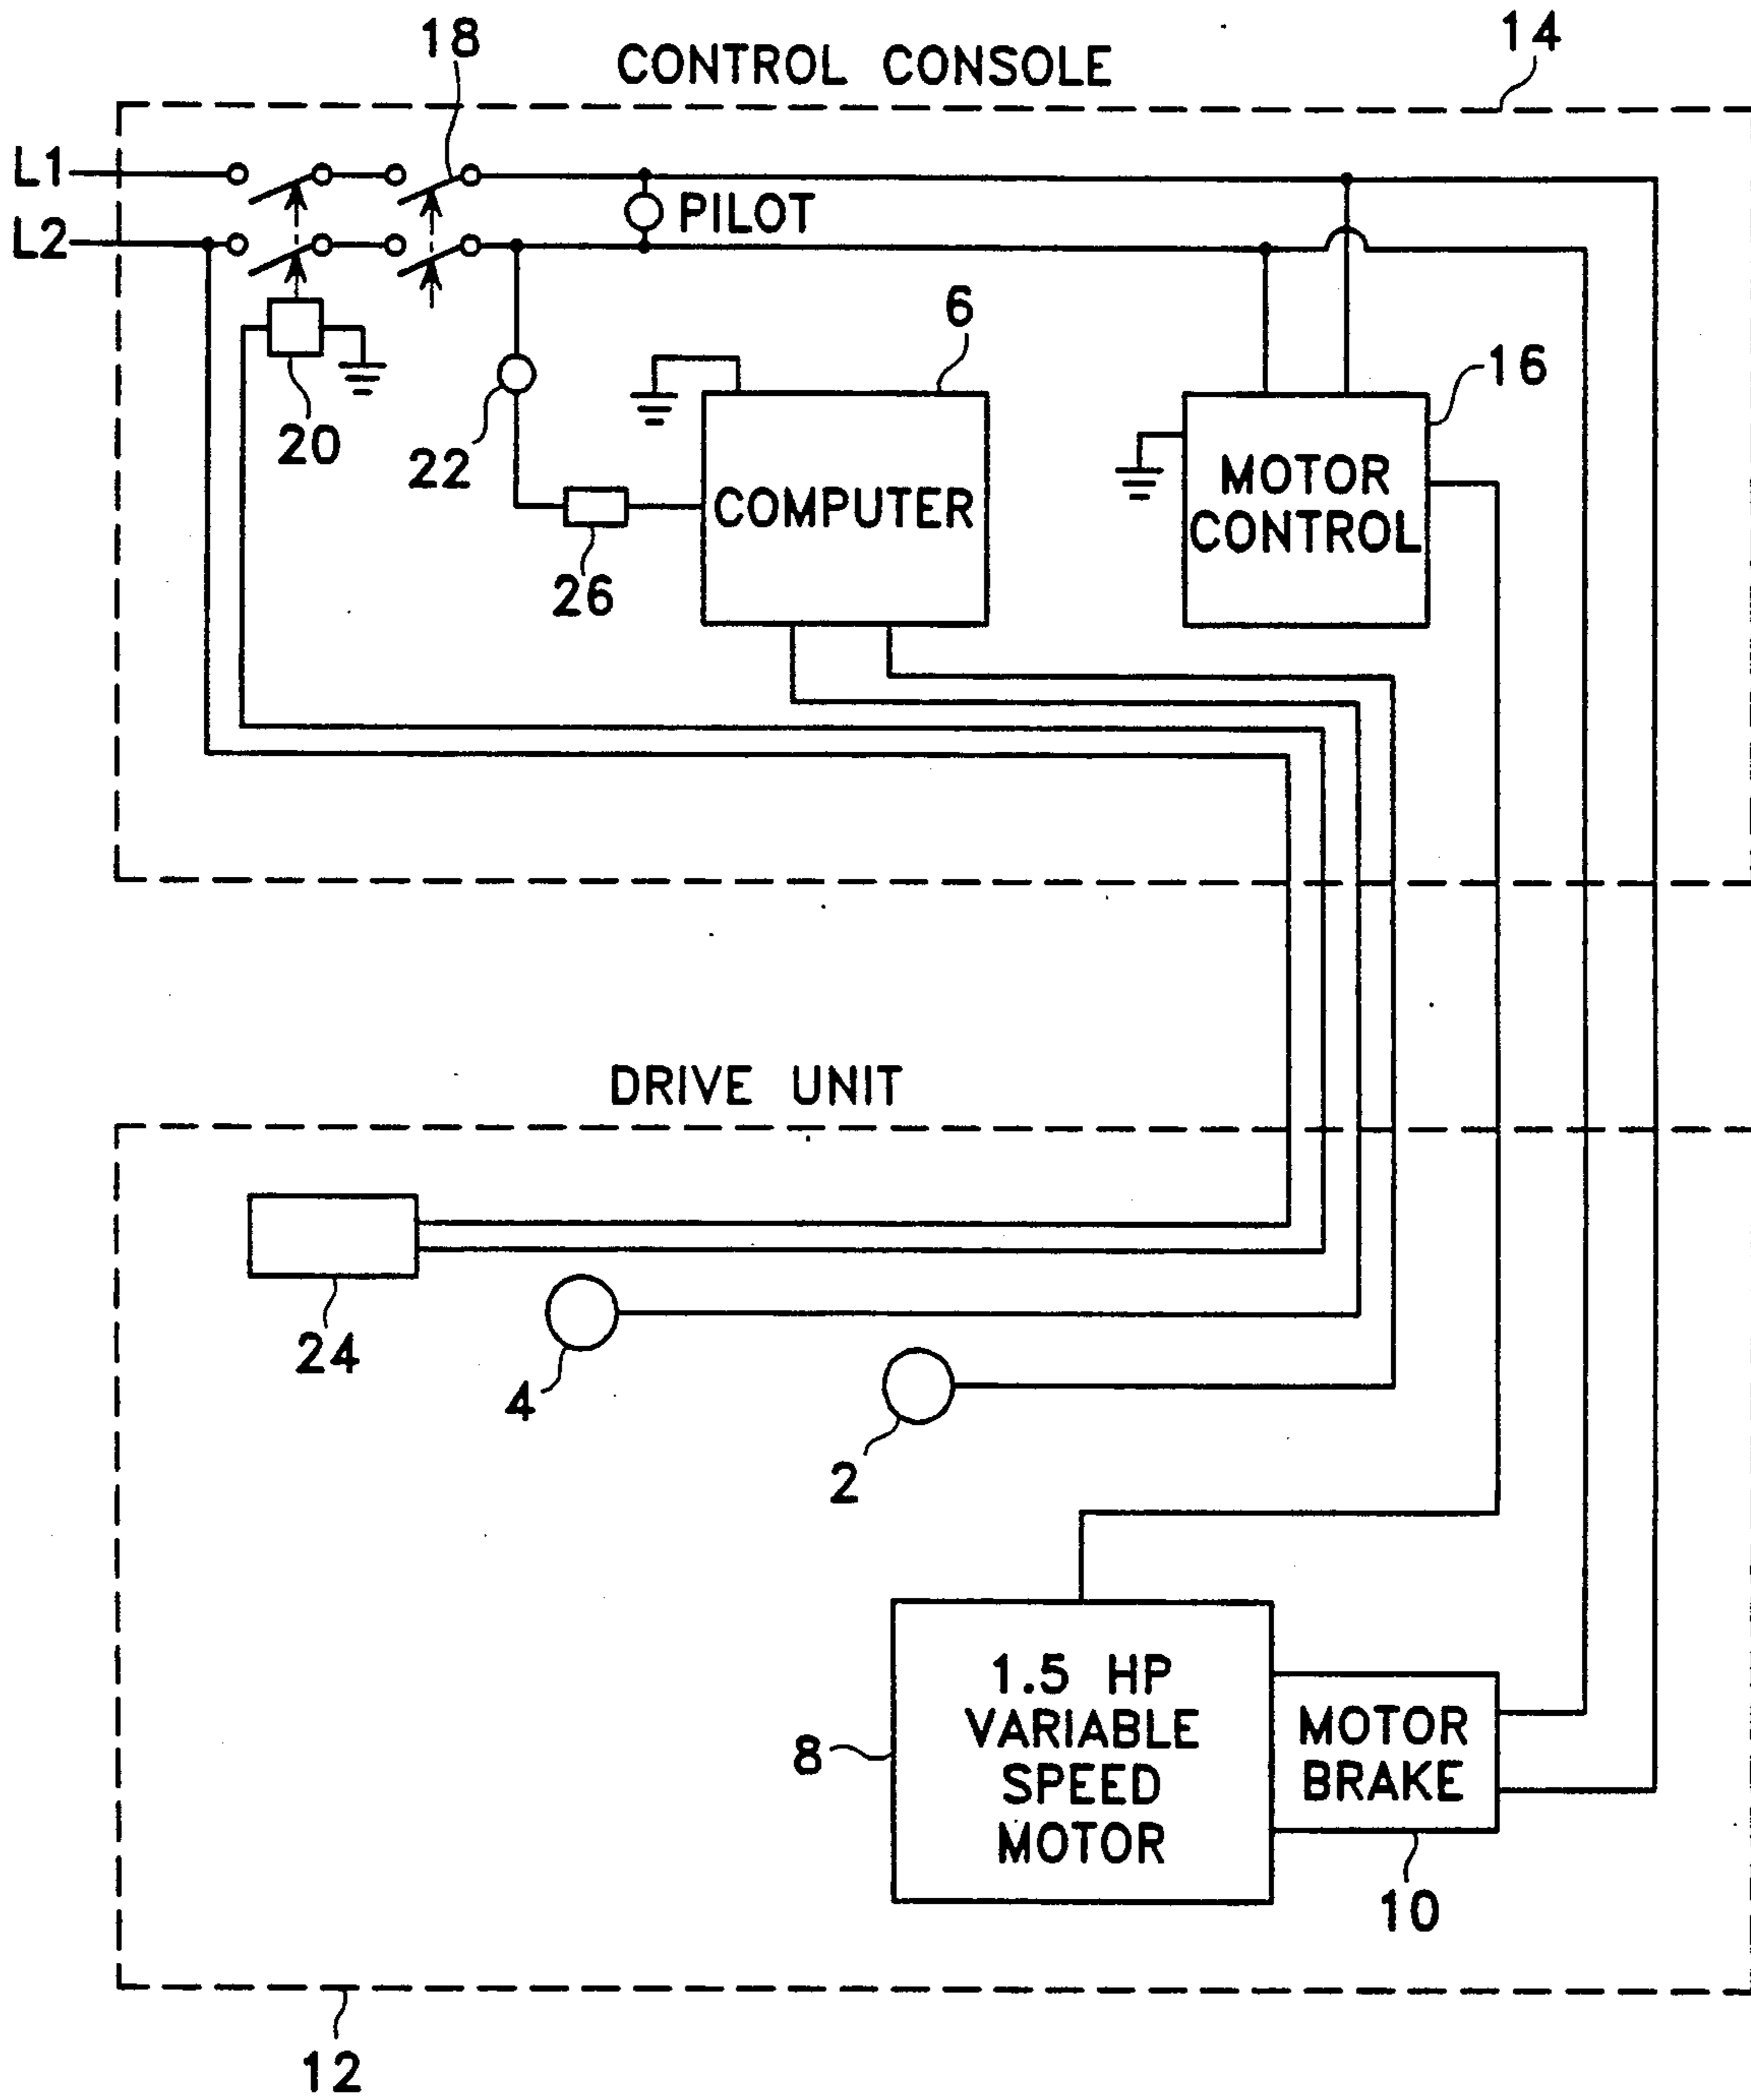 18
CONTROL CONSOLE
14
L1
L2
PILOT
6
16
20
22
COMPUTER
MOTOR
CONTROL
26
DRIVE UNIT
24
4
2
1.5 HP
VARIABLE
SPEED
MOTOR
8
MOTOR
BRAKE
10
12